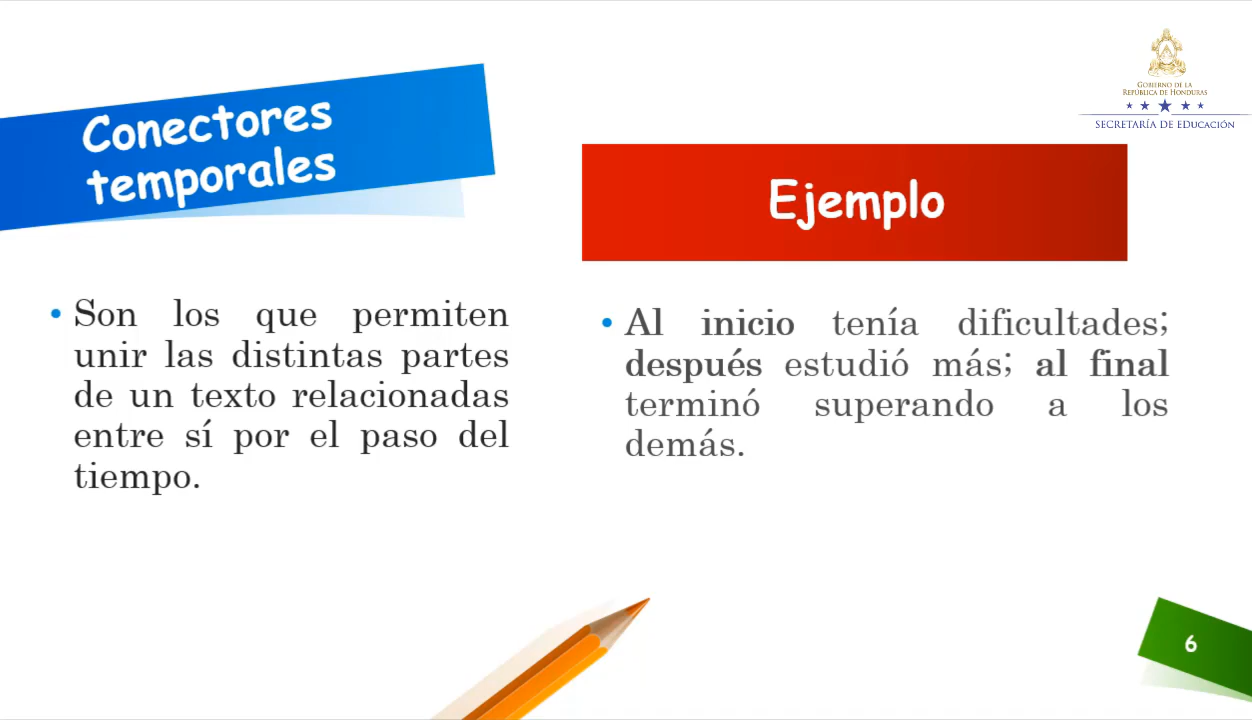 GOBIERNO DE LA
REPÚBLICA DE HONDURAS
SECRETARÍA DE EDUCACIÓN
Conectores
temporales
Ejemplo
• Son los que permiten
unir las distintas partes
de un texto relacionadas
entre sí por el paso del
tiempo.
• Al inicio tenía dificultades;
después estudió más; al final
terminó superando a los
demás.
6